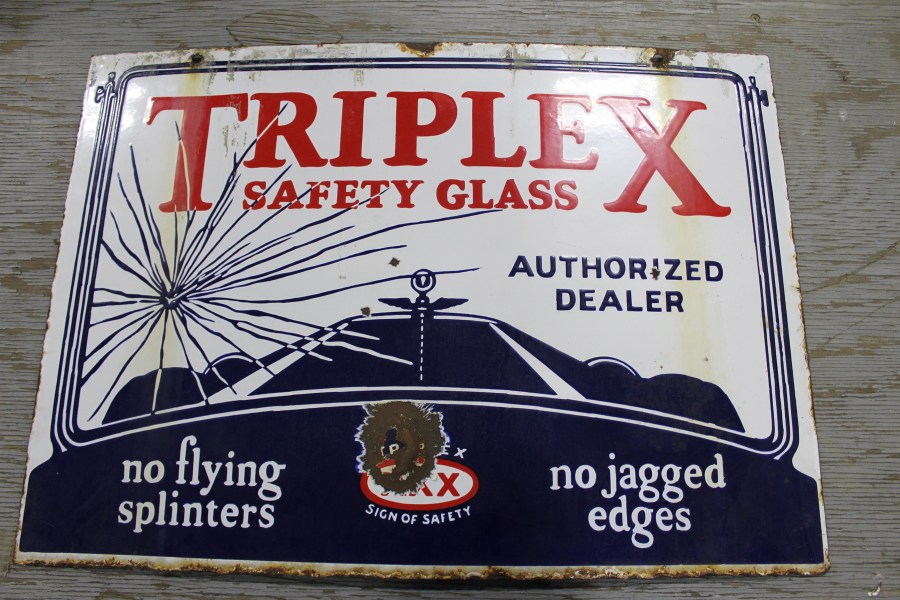 TRIPLEX
SAFETY GLASS
AUTHORIZED
DEALER
no flying
splinters
SIGN OF SAFETY
no jagged
edges